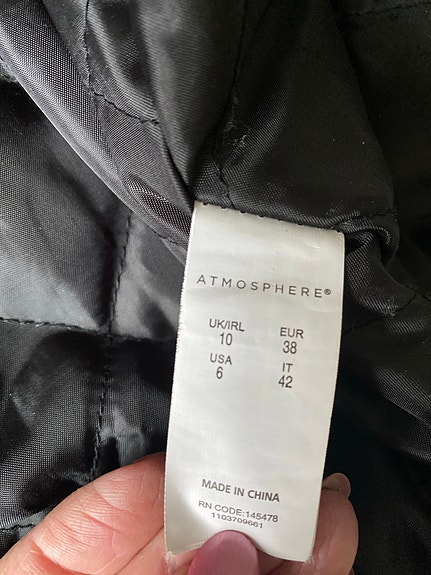 ATMOSPHERE®
UK/IRL EUR
10 38
USA IT
6 42
MADE IN CHINA
RN CODE:145478
1103709661